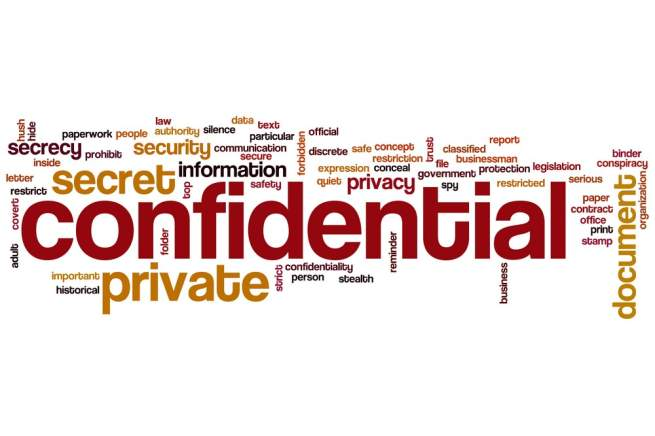 hush
hide
law
data
text
paperwork
people
authority
silence
particular
forbidden
official
secrecy
prohibit
security
communication
discrete
safe
concept
trust
classified
report
binder
inside
secure
restriction
file
businessman
conspiracy
letter
secret
information
expression
conceal
government
protection
legislation
restrict
top
safety
quiet
privacy
spy
restricted
serious
covert
confidential
paper
document
organization
contract
office
adult
folder
reminder
print
stamp
important
private
strict
confidentiality
business
historical
person
stealth